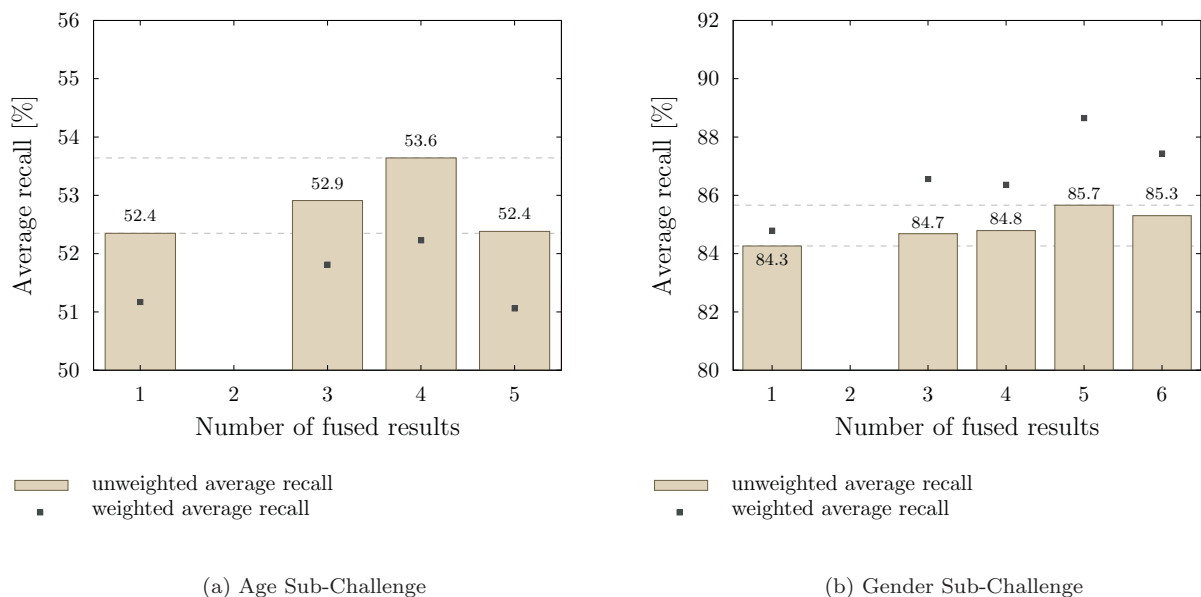 56
55
54
53
52
51
50
Average recall [%]
52.4
52.9
53.6
52.4
1 2 3 4 5
Number of fused results
unweighted average recall
weighted average recall
(a) Age Sub-Challenge
92
90
88
86
84
82
80
Average recall [%]
84.3
84.7
84.8
85.7
85.3
1 2 3 4 5 6
Number of fused results
unweighted average recall
weighted average recall
(b) Gender Sub-Challenge